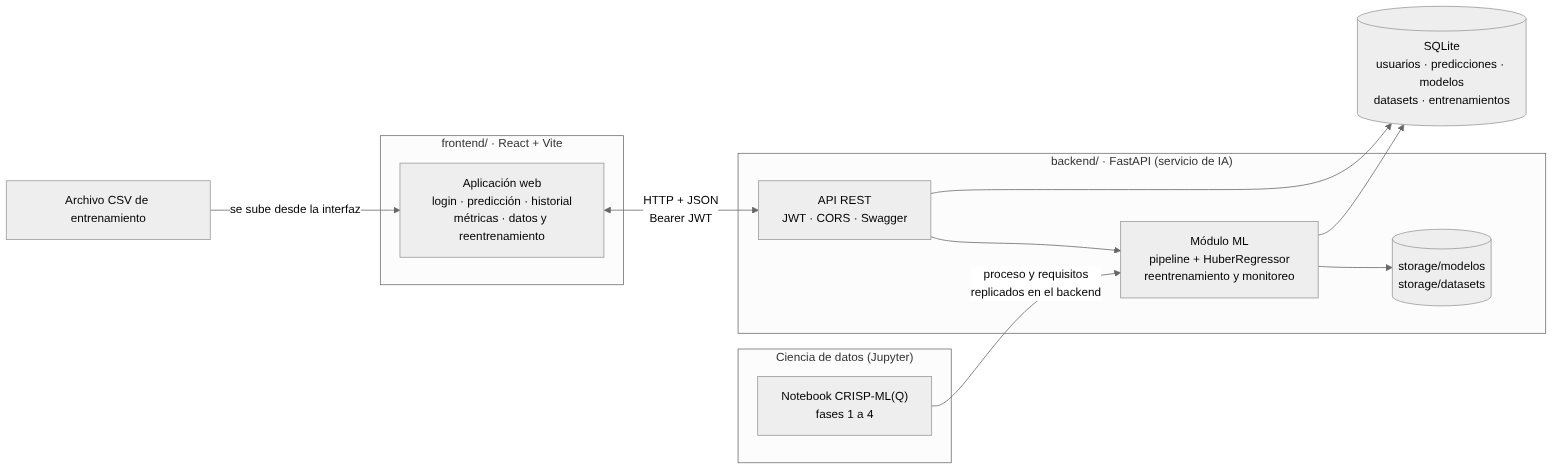 SQLite
usuarios · predicciones ·
modelos
datasets · entrenamientos
frontend/ · React + Vite
Aplicación web
login · predicción · historial
métricas · datos y
reentrenamiento
Archivo CSV de
entrenamiento
se sube desde la interfaz
HTTP + JSON
Bearer JWT
backend/ · FastAPI (servicio de IA)
API REST
JWT · CORS · Swagger
Módulo ML
pipeline + HuberRegressor
reentrenamiento y monitoreo
storage/modelos
storage/datasets
proceso y requisitos
replicados en el backend
Ciencia de datos (Jupyter)
Notebook CRISP-ML(Q)
fases 1 a 4